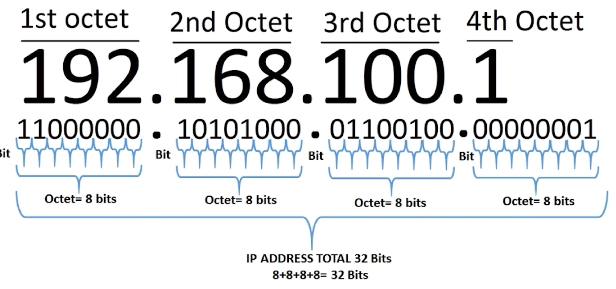 1st octet 2nd Octet 3rd Octet 4th Octet
192.168.100.1
11000000.10101000.01100100.00000001
Bit Bit Bit Bit
Octet= 8 bits Octet= 8 bits Octet= 8 bits Octet= 8 bits
IP ADDRESS TOTAL 32 Bits
8+8+8+8= 32 Bits